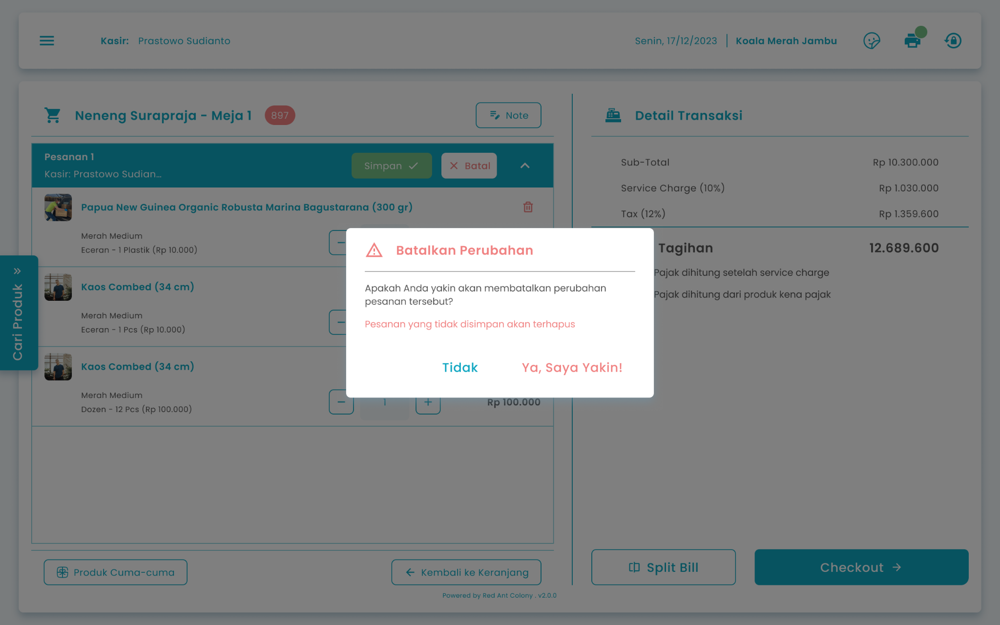 Kasir: Prastowo Sudianto
Senin, 17/12/2023
Koala Merah Jambu
Neneng Surapraja - Meja 1
897
Note
Pesanan 1
Kasir: Prastowo Sudian...
Simpan
Batal
Papua New Guinea Organic Robusta Marina Bagustarana (300 gr)
Merah Medium
Eceran - 1 Plastik (Rp 10.000)
Kaos Combed (34 cm)
Merah Medium
Eceran - 1 Pcs (Rp 10.000)
Kaos Combed (34 cm)
Merah Medium
Dozen - 12 Pcs (Rp 100.000)
1
Rp 100.000
Cari Produk
Produk Cuma-cuma
Kembali ke Keranjang
Detail Transaksi
Sub-Total Rp 10.300.000
Service Charge (10%) Rp 1.030.000
Tax (12%) Rp 1.359.600
Tagihan 12.689.600
Pajak dihitung setelah service charge
Pajak dihitung dari produk kena pajak
Split Bill
Checkout
Batalkan Perubahan
Apakah Anda yakin akan membatalkan perubahan
pesanan tersebut?
Pesanan yang tidak disimpan akan terhapus
Tidak
Ya, Saya Yakin!
Powered by Red Ant Colony . v2.0.0